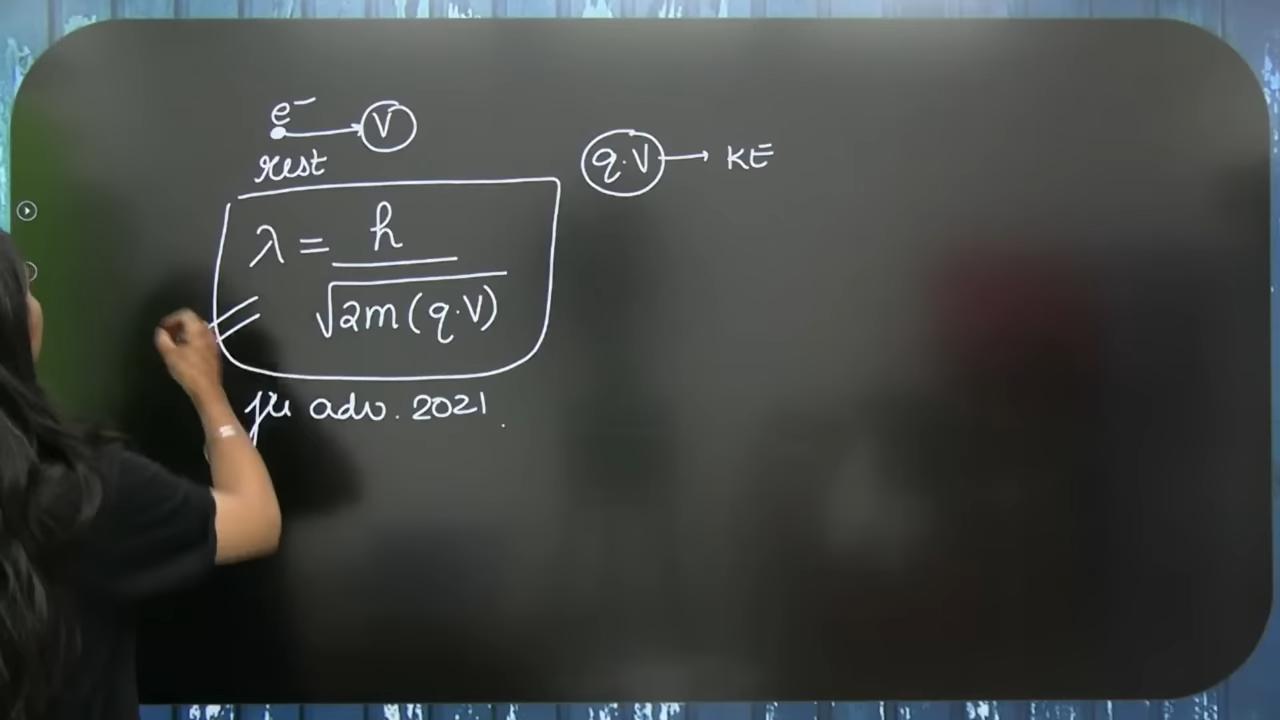 e⁻ → V
rest
q.V → KE
λ = h / √2m(q.V)
jee adv. 2021.